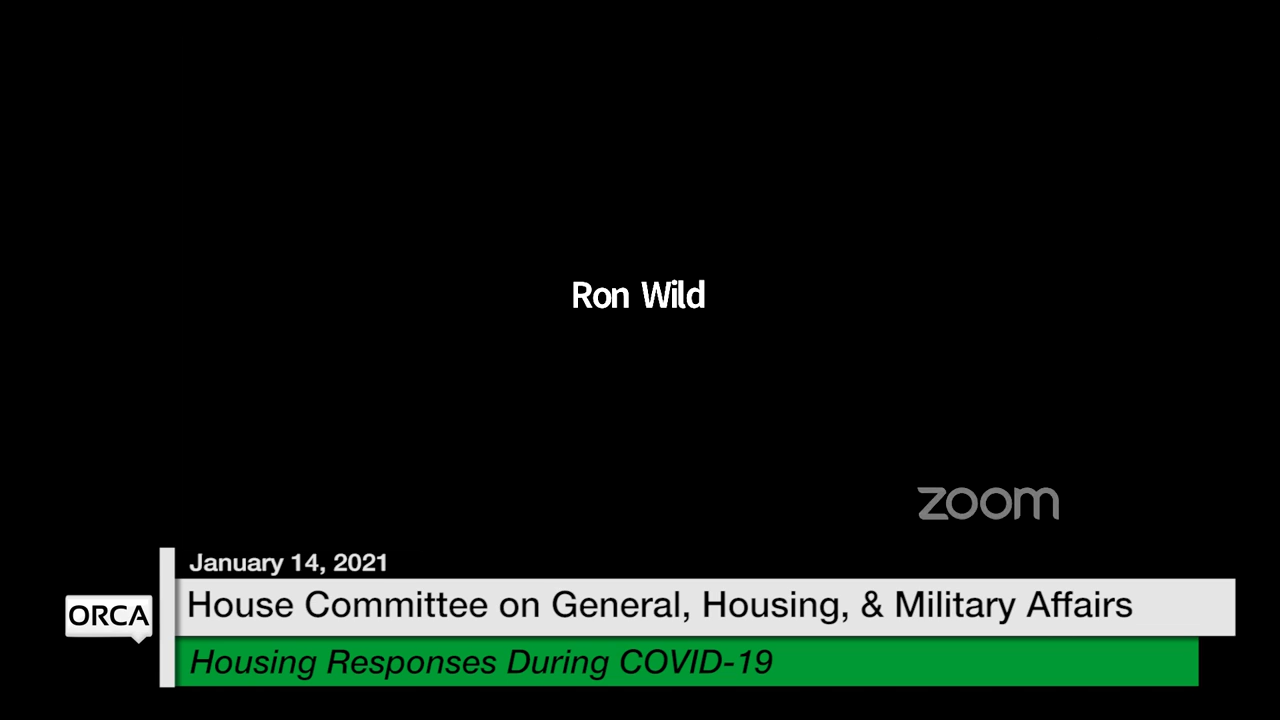 Ron Wild
zoom
January 14, 2021
House Committee on General, Housing, & Military Affairs
ORCA
Housing Responses During COVID-19